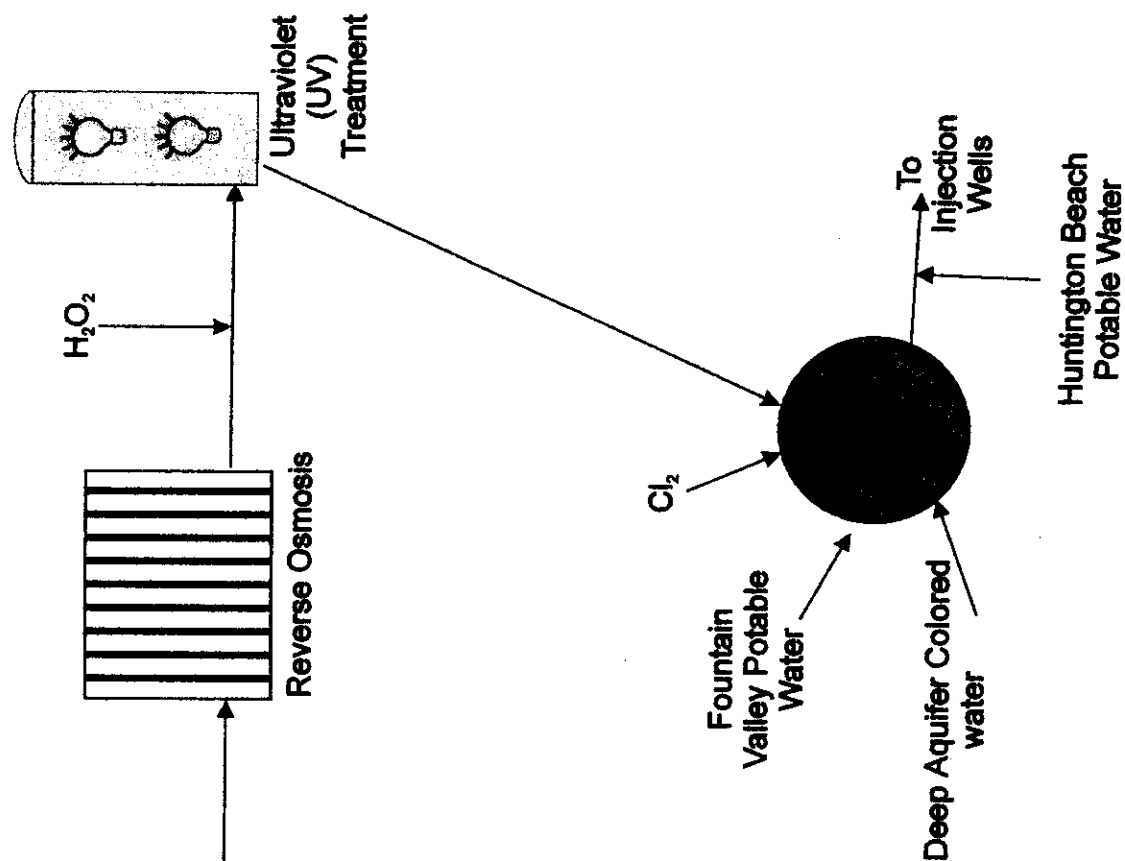 H₂O₂
Reverse Osmosis
Ultraviolet
(UV)
Treatment
Cl₂
Fountain
Valley Potable
Water
Deep Aquifer Colored
water
To
Injection
Wells
Huntington Beach
Potable Water